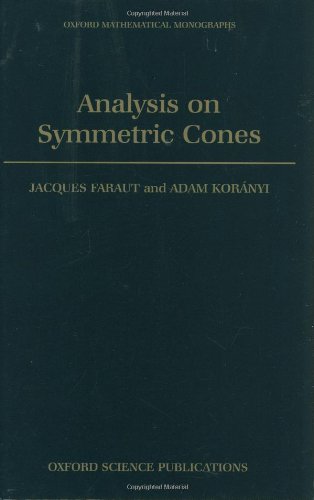 OXFORD MATHEMATICAL MONOGRAPHS
Analysis on
Symmetric Cones
JACQUES FARAUT and ADAM KORÁNYI
OXFORD SCIENCE PUBLICATIONS